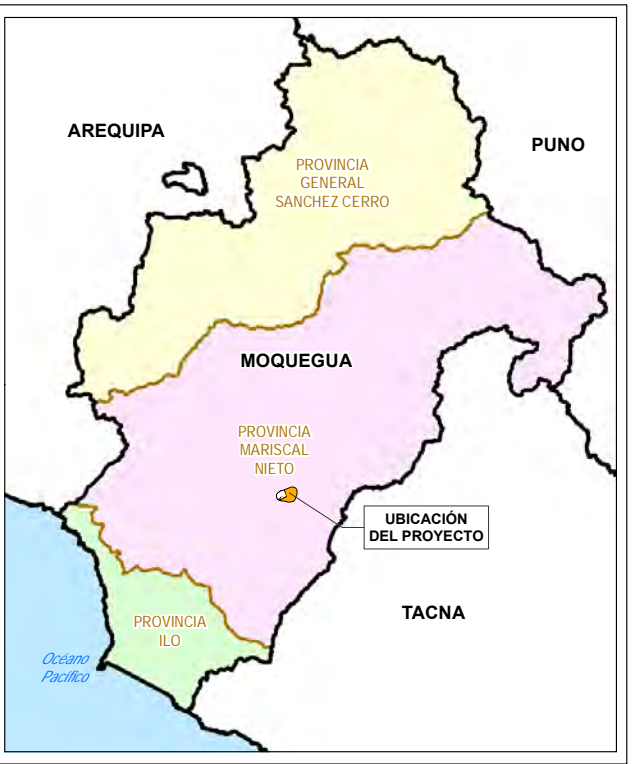 AREQUIPA
PUNO
PROVINCIA
GENERAL
SANCHEZ CERRO
MOQUEGUA
PROVINCIA
MARISCAL
NIETO
UBICACIÓN
DEL PROYECTO
TACNA
PROVINCIA
ILO
Océano
Pacífico